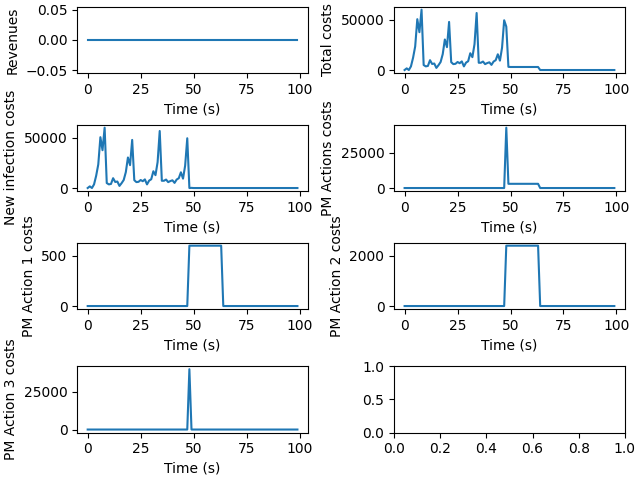 Revenues
0.05
0.00
−0.05
0 25 50 75 100
Time (s)
Total costs
50000
0
0 25 50 75 100
Time (s)
New infection costs
50000
0
0 25 50 75 100
Time (s)
PM Actions costs
25000
0
0 25 50 75 100
Time (s)
PM Action 1 costs
500
0
0 25 50 75 100
Time (s)
PM Action 2 costs
2000
0
0 25 50 75 100
Time (s)
PM Action 3 costs
25000
0
0 25 50 75 100
Time (s)
1.0
0.5
0.0
0.0 0.2 0.4 0.6 0.8 1.0